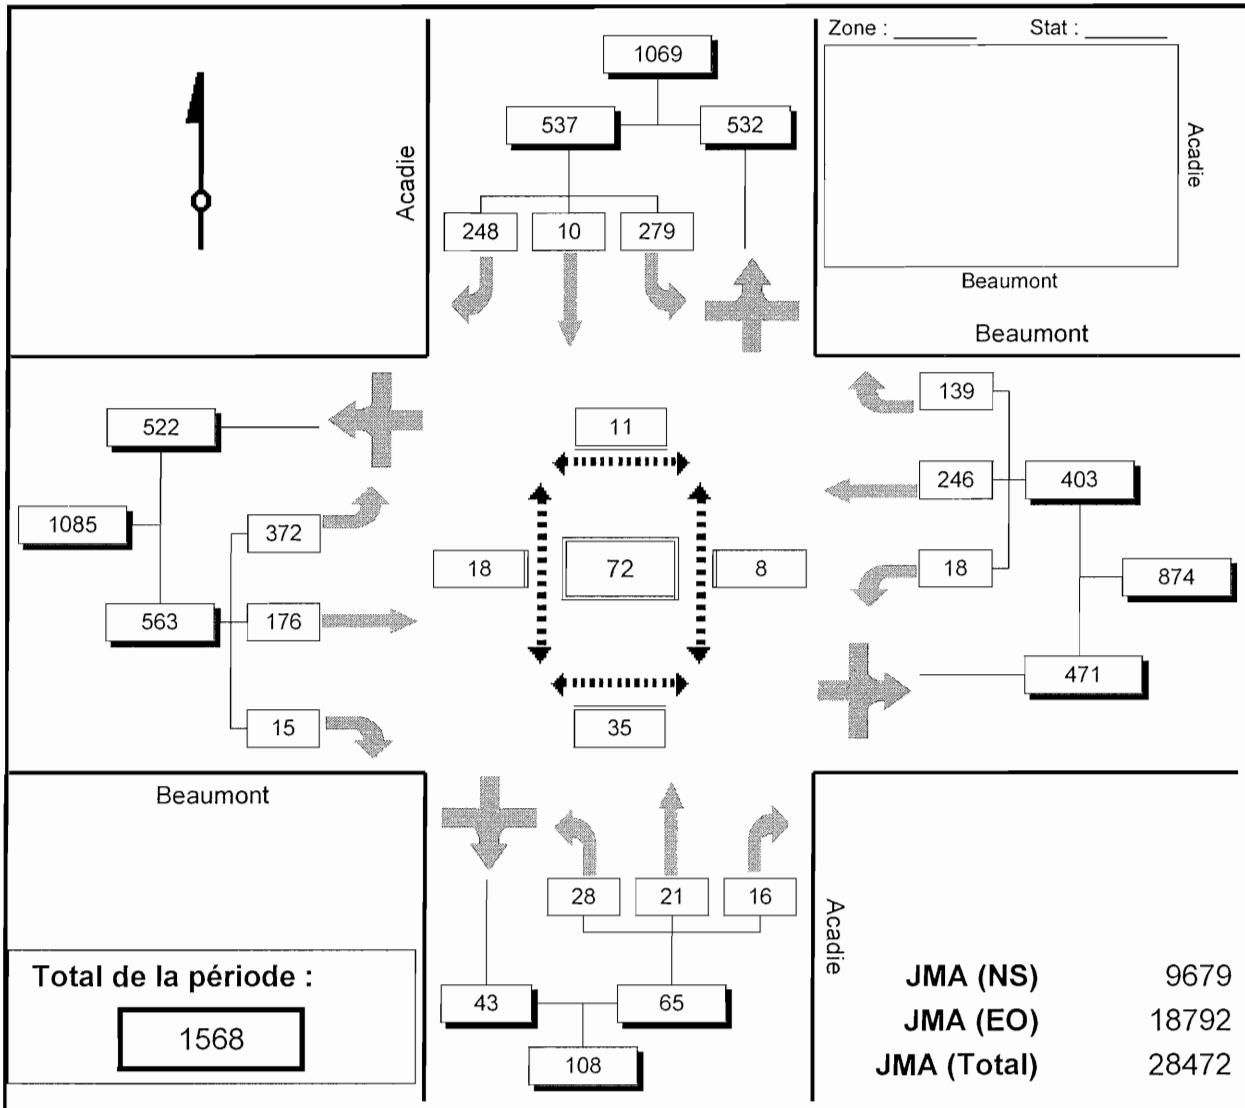 Zone : ______ Stat : ______
1069
537
532
Acadie
248
10
279
Acadie
Beaumont
Beaumont
522
1085
563
372
176
15
11
18
72
8
35
139
246
18
403
874
471
Beaumont
28
21
16
43
65
108
Acadie
Total de la période :
1568
JMA (NS) 9679
JMA (EO) 18792
JMA (Total) 28472